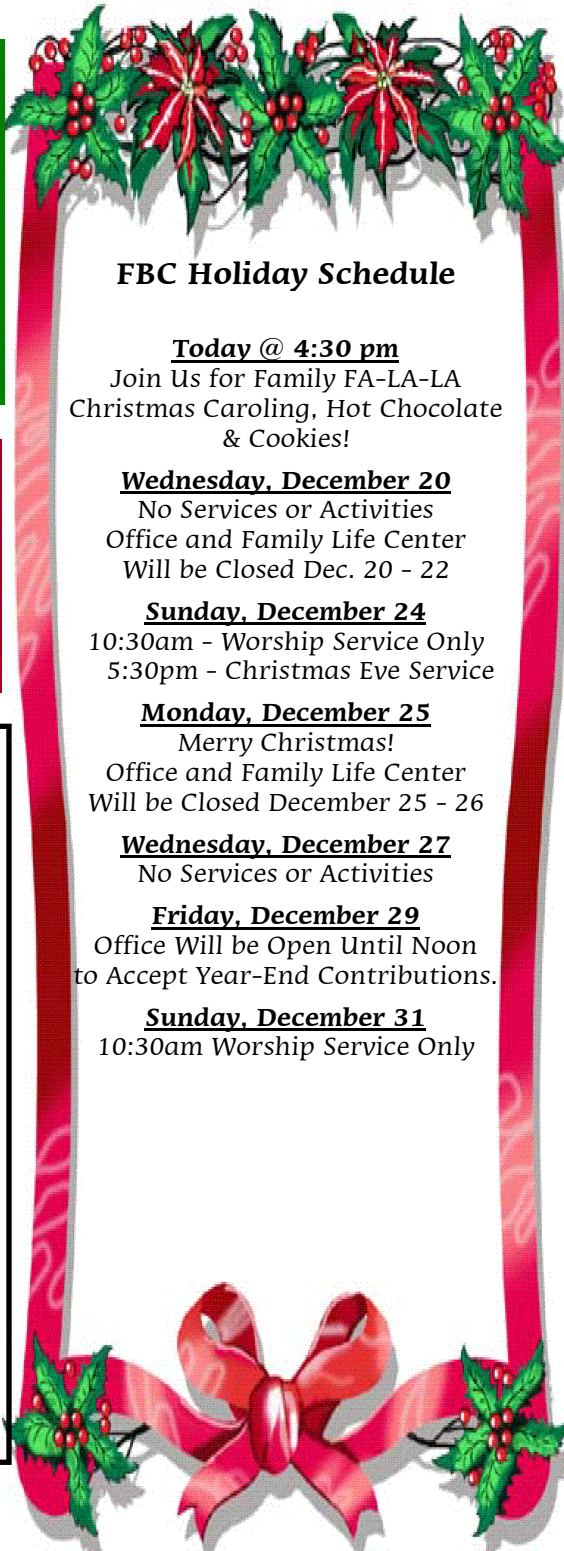 FBC Holiday Schedule
Today @ 4:30 pm
Join Us for Family FA-LA-LA
Christmas Caroling, Hot Chocolate
& Cookies!
Wednesday, December 20
No Services or Activities
Office and Family Life Center
Will be Closed Dec. 20 - 22
Sunday, December 24
10:30am - Worship Service Only
5:30pm - Christmas Eve Service
Monday, December 25
Merry Christmas!
Office and Family Life Center
Will be Closed December 25 - 26
Wednesday, December 27
No Services or Activities
Friday, December 29
Office Will be Open Until Noon
to Accept Year-End Contributions.
Sunday, December 31
10:30am Worship Service Only